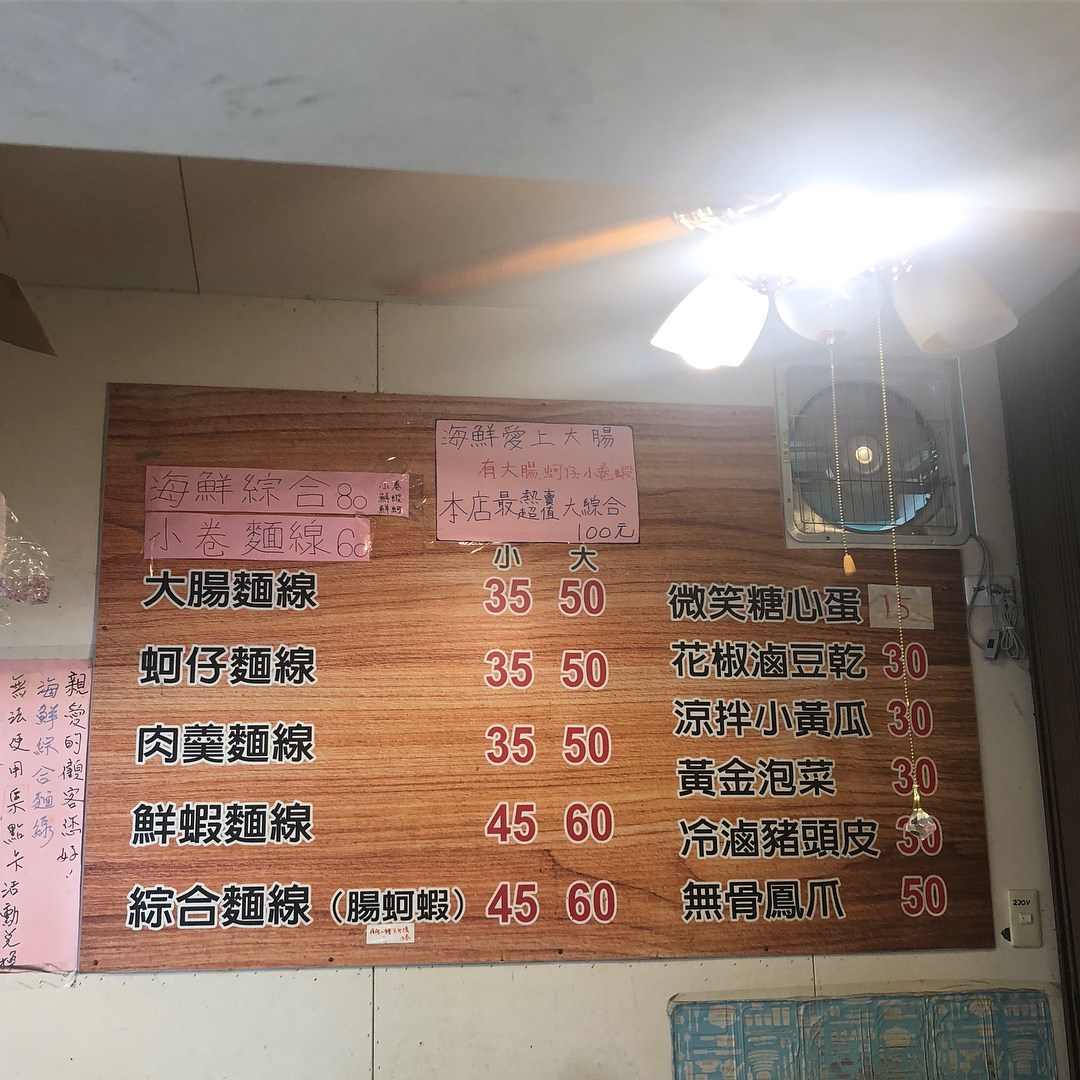 海鮮愛上大腸
有大腸蚵仔小卷蝦
本店最熱賣超值大綜合
100元
海鮮綜合80
小卷
鮮蝦
鮮蚵
小卷麵線60
小 大
大腸麵線 35 50
蚵仔麵線 35 50
肉羹麵線 35 50
鮮蝦麵線 45 60
綜合麵線（腸蚵蝦） 45 60
微笑糖心蛋 15
花椒滷豆乾 30
涼拌小黃瓜 30
黃金泡菜 30
冷滷豬頭皮 30
無骨鳳爪 50
親愛的顧客您好！
海鮮綜合麵線
無法使用集點卡活動兌換
220V